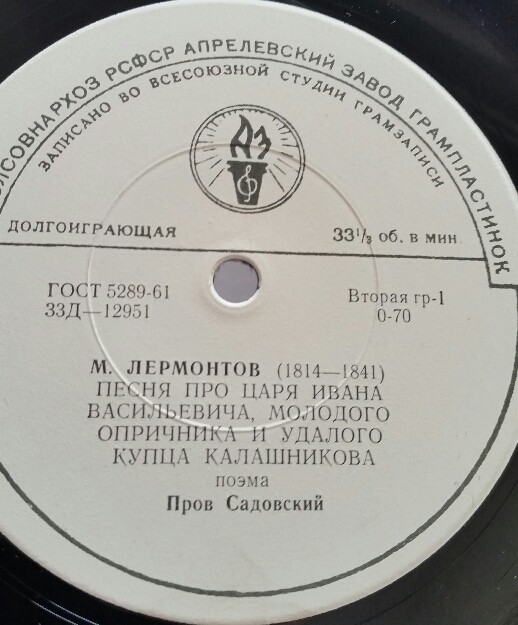 СОВНАРХОЗ РСФСР АПРЕЛЕВСКИЙ ЗАВОД ГРАМПЛАСТИНОК
ЗАПИСАНО ВО ВСЕСОЮЗНОЙ СТУДИИ ГРАМЗАПИСИ
АЗ
ДОЛГОИГРАЮЩАЯ 33⅓ об. в мин.
ГОСТ 5289-61 Вторая гр-1
33Д—12951 0-70
М. ЛЕРМОНТОВ (1814—1841)
ПЕСНЯ ПРО ЦАРЯ ИВАНА
ВАСИЛЬЕВИЧА, МОЛОДОГО
ОПРИЧНИКА И УДАЛОГО
КУПЦА КАЛАШНИКОВА
поэма
Пров Садовский